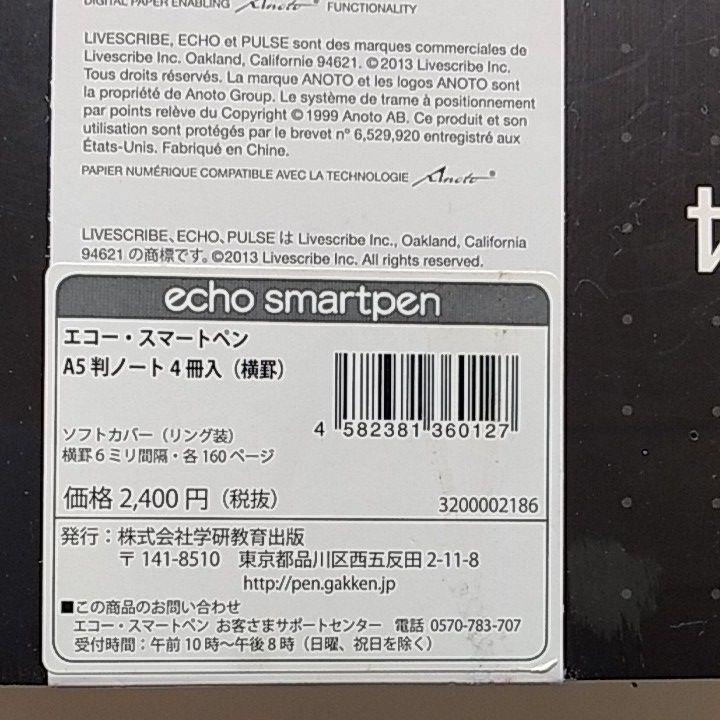 DIGITAL PAPER ENABLING Anoto® FUNCTIONALITY
LIVESCRIBE, ECHO et PULSE sont des marques commerciales de
Livescribe Inc. Oakland, Californie 94621. ©2013 Livescribe Inc.
Tous droits réservés. La marque ANOTO et les logos ANOTO sont
la propriété de Anoto Group. Le système de trame à positionnement
par points relève du Copyright ©1999 Anoto AB. Ce produit et son
utilisation sont protégés par le brevet n° 6,529,920 entregistré aux
États-Unis. Fabriqué en Chine.
PAPIER NUMÉRIQUE COMPATIBLE AVEC LA TECHNOLOGIE Anoto®
LIVESCRIBE、ECHO、PULSE は Livescribe Inc., Oakland, California
94621 の商標です。©2013 Livescribe Inc. All rights reserved.
echo smartpen
エコー・スマートペン
A5判ノート4冊入（横罫）
4 582381 360127
ソフトカバー（リング装）
横罫6ミリ間隔・各160ページ
価格2,400円（税抜）
3200002186
発行：株式会社学研教育出版
〒141-8510 東京都品川区西五反田2-11-8
http://pen.gakken.jp
■この商品のお問い合わせ
エコー・スマートペン お客さまサポートセンター 電話 0570-783-707
受付時間：午前10時〜午後8時（日曜、祝日を除く）